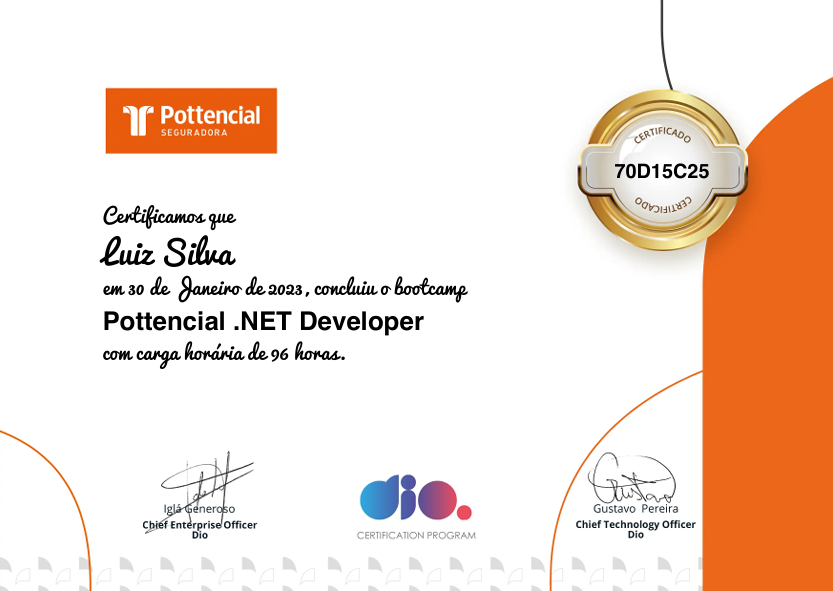 Pottencial
SEGURADORA
CERTIFICADO
70D15C25
CERTIFICADO
Certificamos que
Luiz Silva
em 30 de Janeiro de 2023, concluiu o bootcamp
Pottencial .NET Developer
com carga horária de 96 horas.
Iglá Generoso
Chief Enterprise Officer
Dio
dio.
CERTIFICATION PROGRAM
Gustavo
Gustavo Pereira
Chief Technology Officer
Dio